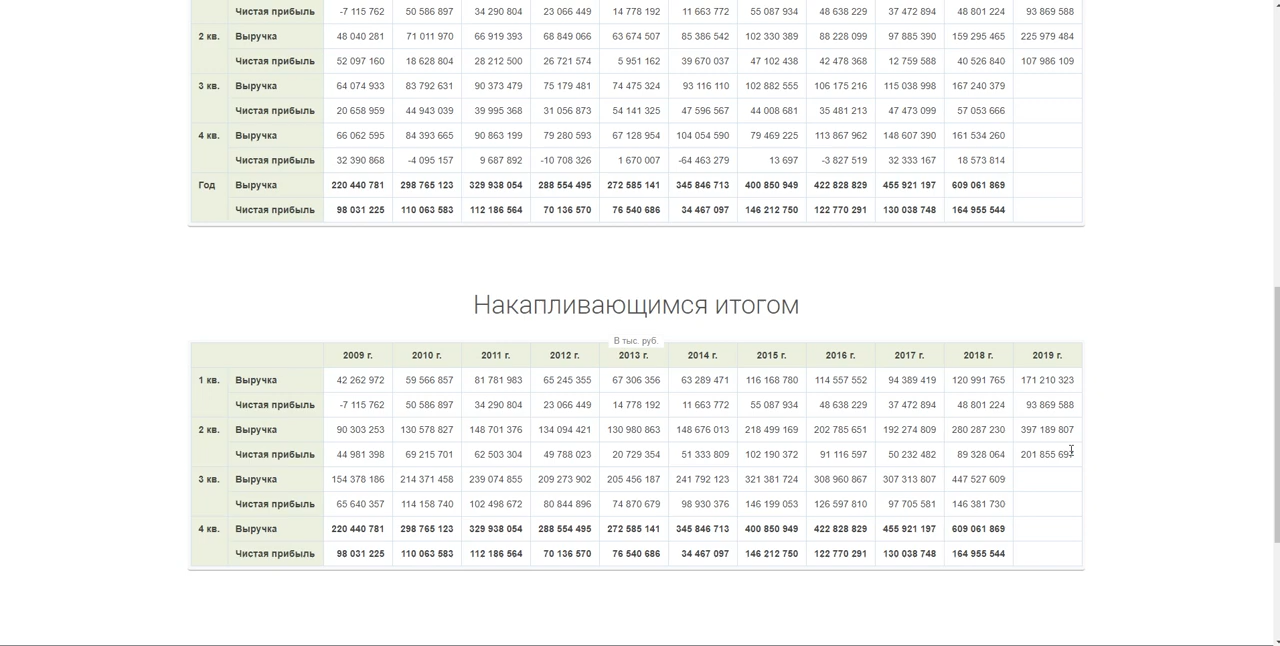 Чистая прибыль -7 115 762 50 586 897 34 290 804 23 066 449 14 778 192 11 663 772 55 087 934 48 638 229 37 472 894 48 801 224 93 869 588
2 кв. Выручка 48 040 281 71 011 970 66 919 393 68 849 066 63 674 507 85 386 542 102 330 389 88 228 099 97 885 390 159 295 465 225 979 484
Чистая прибыль 52 097 160 18 628 804 28 212 500 26 721 574 5 951 162 39 670 037 47 102 438 42 478 368 12 759 588 40 526 840 107 986 109
3 кв. Выручка 64 074 933 83 792 631 90 373 479 75 179 481 74 475 324 93 116 110 102 882 555 106 175 216 115 038 998 167 240 379
Чистая прибыль 20 658 959 44 943 039 39 995 368 31 056 873 54 141 325 47 596 567 44 008 681 35 481 213 47 473 099 57 053 666
4 кв. Выручка 66 062 595 84 393 665 90 863 199 79 280 593 67 128 954 104 054 590 79 469 225 113 867 962 148 607 390 161 534 260
Чистая прибыль 32 390 868 -4 095 157 9 687 892 -10 708 326 1 670 007 -64 463 279 13 697 -3 827 519 32 333 167 18 573 814
Год Выручка 220 440 781 298 765 123 329 938 054 288 554 495 272 585 141 345 846 713 400 850 949 422 828 829 455 921 197 609 061 869
Чистая прибыль 98 031 225 110 063 583 112 186 564 70 136 570 76 540 686 34 467 097 146 212 750 122 770 291 130 038 748 164 955 544
Накапливающимся итогом
В тыс. руб.
2009 г. 2010 г. 2011 г. 2012 г. 2013 г. 2014 г. 2015 г. 2016 г. 2017 г. 2018 г. 2019 г.
1 кв. Выручка 42 262 972 59 566 857 81 781 983 65 245 355 67 306 356 63 289 471 116 168 780 114 557 552 94 389 419 120 991 765 171 210 323
Чистая прибыль -7 115 762 50 586 897 34 290 804 23 066 449 14 778 192 11 663 772 55 087 934 48 638 229 37 472 894 48 801 224 93 869 588
2 кв. Выручка 90 303 253 130 578 827 148 701 376 134 094 421 130 980 863 148 676 013 218 499 169 202 785 651 192 274 809 280 287 230 397 189 807
Чистая прибыль 44 981 398 69 215 701 62 503 304 49 788 023 20 729 354 51 333 809 102 190 372 91 116 597 50 232 482 89 328 064 201 855 697
3 кв. Выручка 154 378 186 214 371 458 239 074 855 209 273 902 205 456 187 241 792 123 321 381 724 308 960 867 307 313 807 447 527 609
Чистая прибыль 65 640 357 114 158 740 102 498 672 80 844 896 74 870 679 98 930 376 146 199 053 126 597 810 97 705 581 146 381 730
4 кв. Выручка 220 440 781 298 765 123 329 938 054 288 554 495 272 585 141 345 846 713 400 850 949 422 828 829 455 921 197 609 061 869
Чистая прибыль 98 031 225 110 063 583 112 186 564 70 136 570 76 540 686 34 467 097 146 212 750 122 770 291 130 038 748 164 955 544